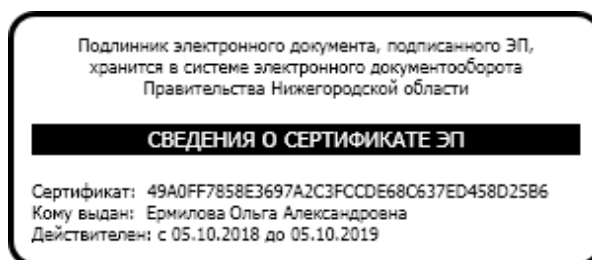 Подлинник электронного документа, подписанного ЭП,
хранится в системе электронного документооборота
Правительства Нижегородской области
СВЕДЕНИЯ О СЕРТИФИКАТЕ ЭП
Сертификат: 49A0FF7858E3697A2C3FCCDE68C637ED458D25B6
Кому выдан: Ермилова Ольга Александровна
Действителен: с 05.10.2018 до 05.10.2019